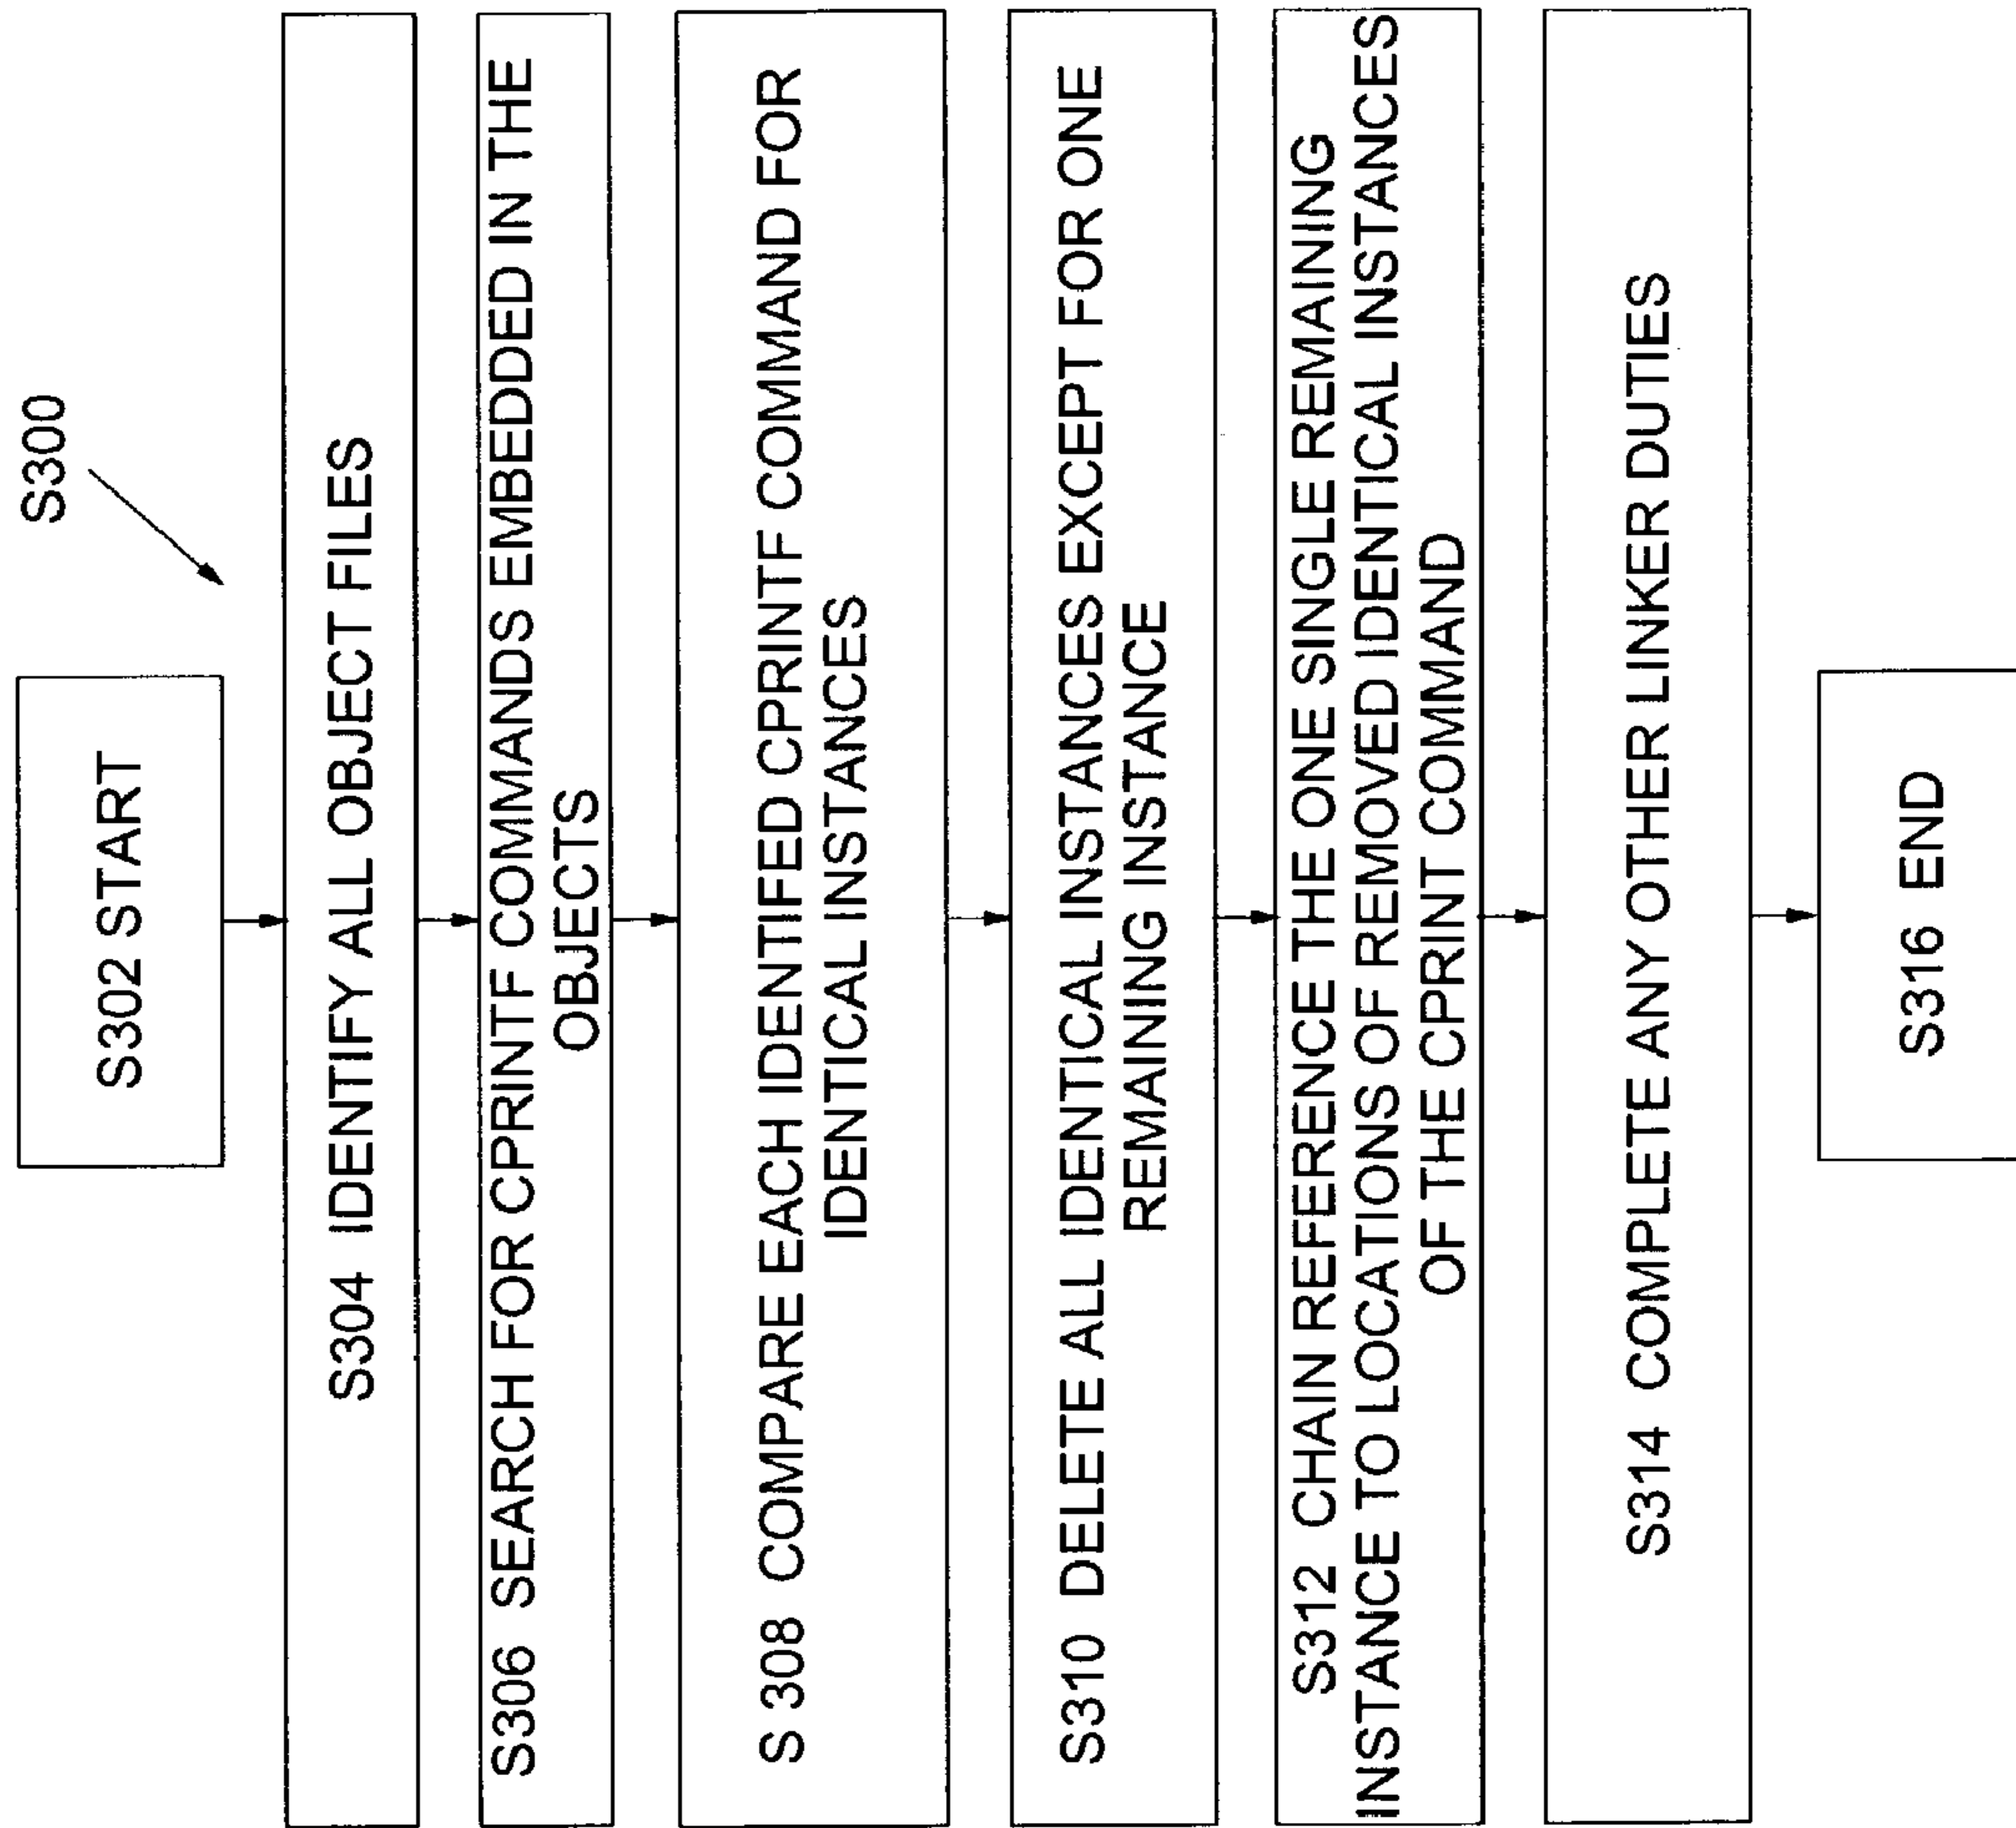 S300
S302 START
S304 IDENTIFY ALL OBJECT FILES
S306 SEARCH FOR CPRINTF COMMANDS EMBEDDED IN THE
OBJECTS
S 308 COMPARE EACH IDENTIFED CPRINTF COMMAND FOR
IDENTICAL INSTANCES
S310 DELETE ALL IDENTICAL INSTANCES EXCEPT FOR ONE
REMAINING INSTANCE
S312 CHAIN REFERENCE THE ONE SINGLE REMAINING
INSTANCE TO LOCATIONS OF REMOVED IDENTICAL INSTANCES
OF THE CPRINT COMMAND
S314 COMPLETE ANY OTHER LINKER DUTIES
S316 END